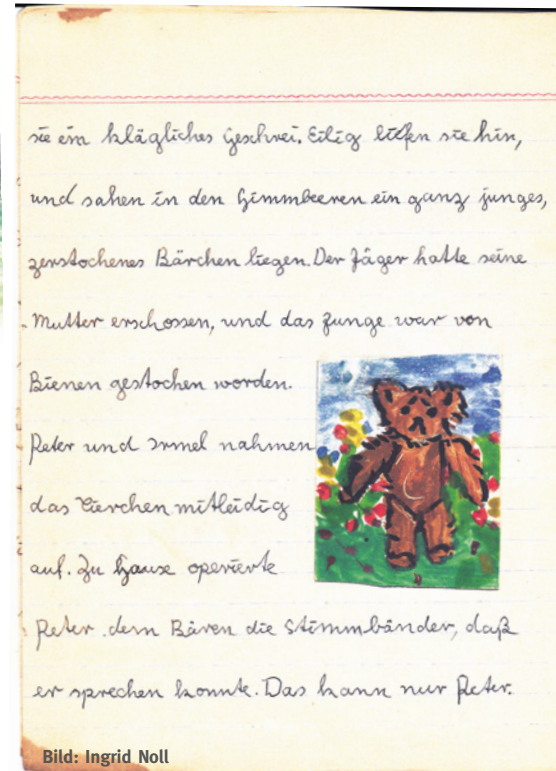 sie ein klägliches Geschrei. Eilig liefen sie hin,
und sahen in den Himmbeeren ein ganz junges,
zerstochenes Bärchen liegen. Der Jäger hatte seine
Mutter erschossen, und das Junge war von
Bienen gestochen worden.
Peter und Irmel nahmen
das Tierchen mitleidig
auf. Zu Hause operierte
Peter dem Bären die Stimmbänder, daß
er sprechen konnte. Das kann nur Peter.
Bild: Ingrid Noll